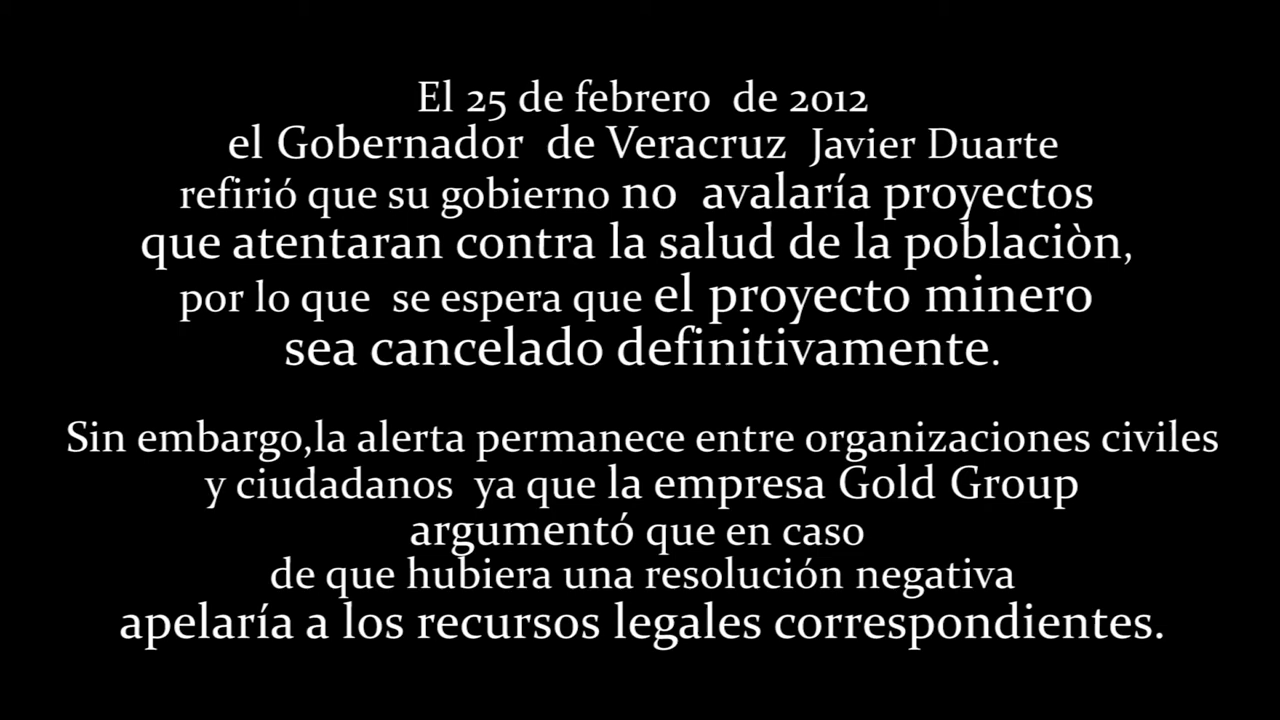 El 25 de febrero de 2012
el Gobernador de Veracruz Javier Duarte
refirió que su gobierno no avalaría proyectos
que atentaran contra la salud de la poblaciòn,
por lo que se espera que el proyecto minero
sea cancelado definitivamente.
Sin embargo,la alerta permanece entre organizaciones civiles
y ciudadanos ya que la empresa Gold Group
argumentó que en caso
de que hubiera una resolución negativa
apelaría a los recursos legales correspondientes.